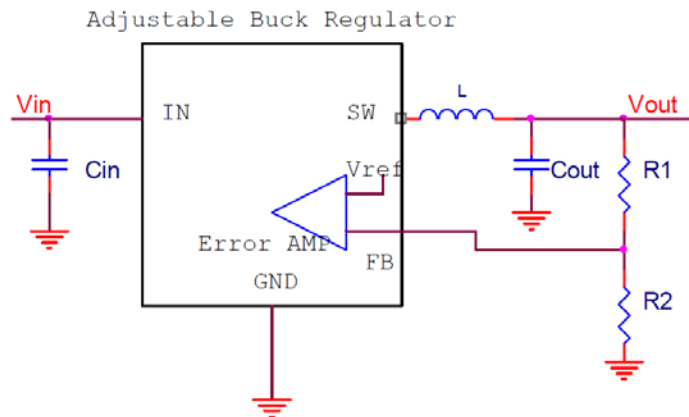 Adjustable Buck Regulator
Vin
IN
SW
L
Vout
Cin
Vref
Cout
R1
Error AMP
FB
GND
R2